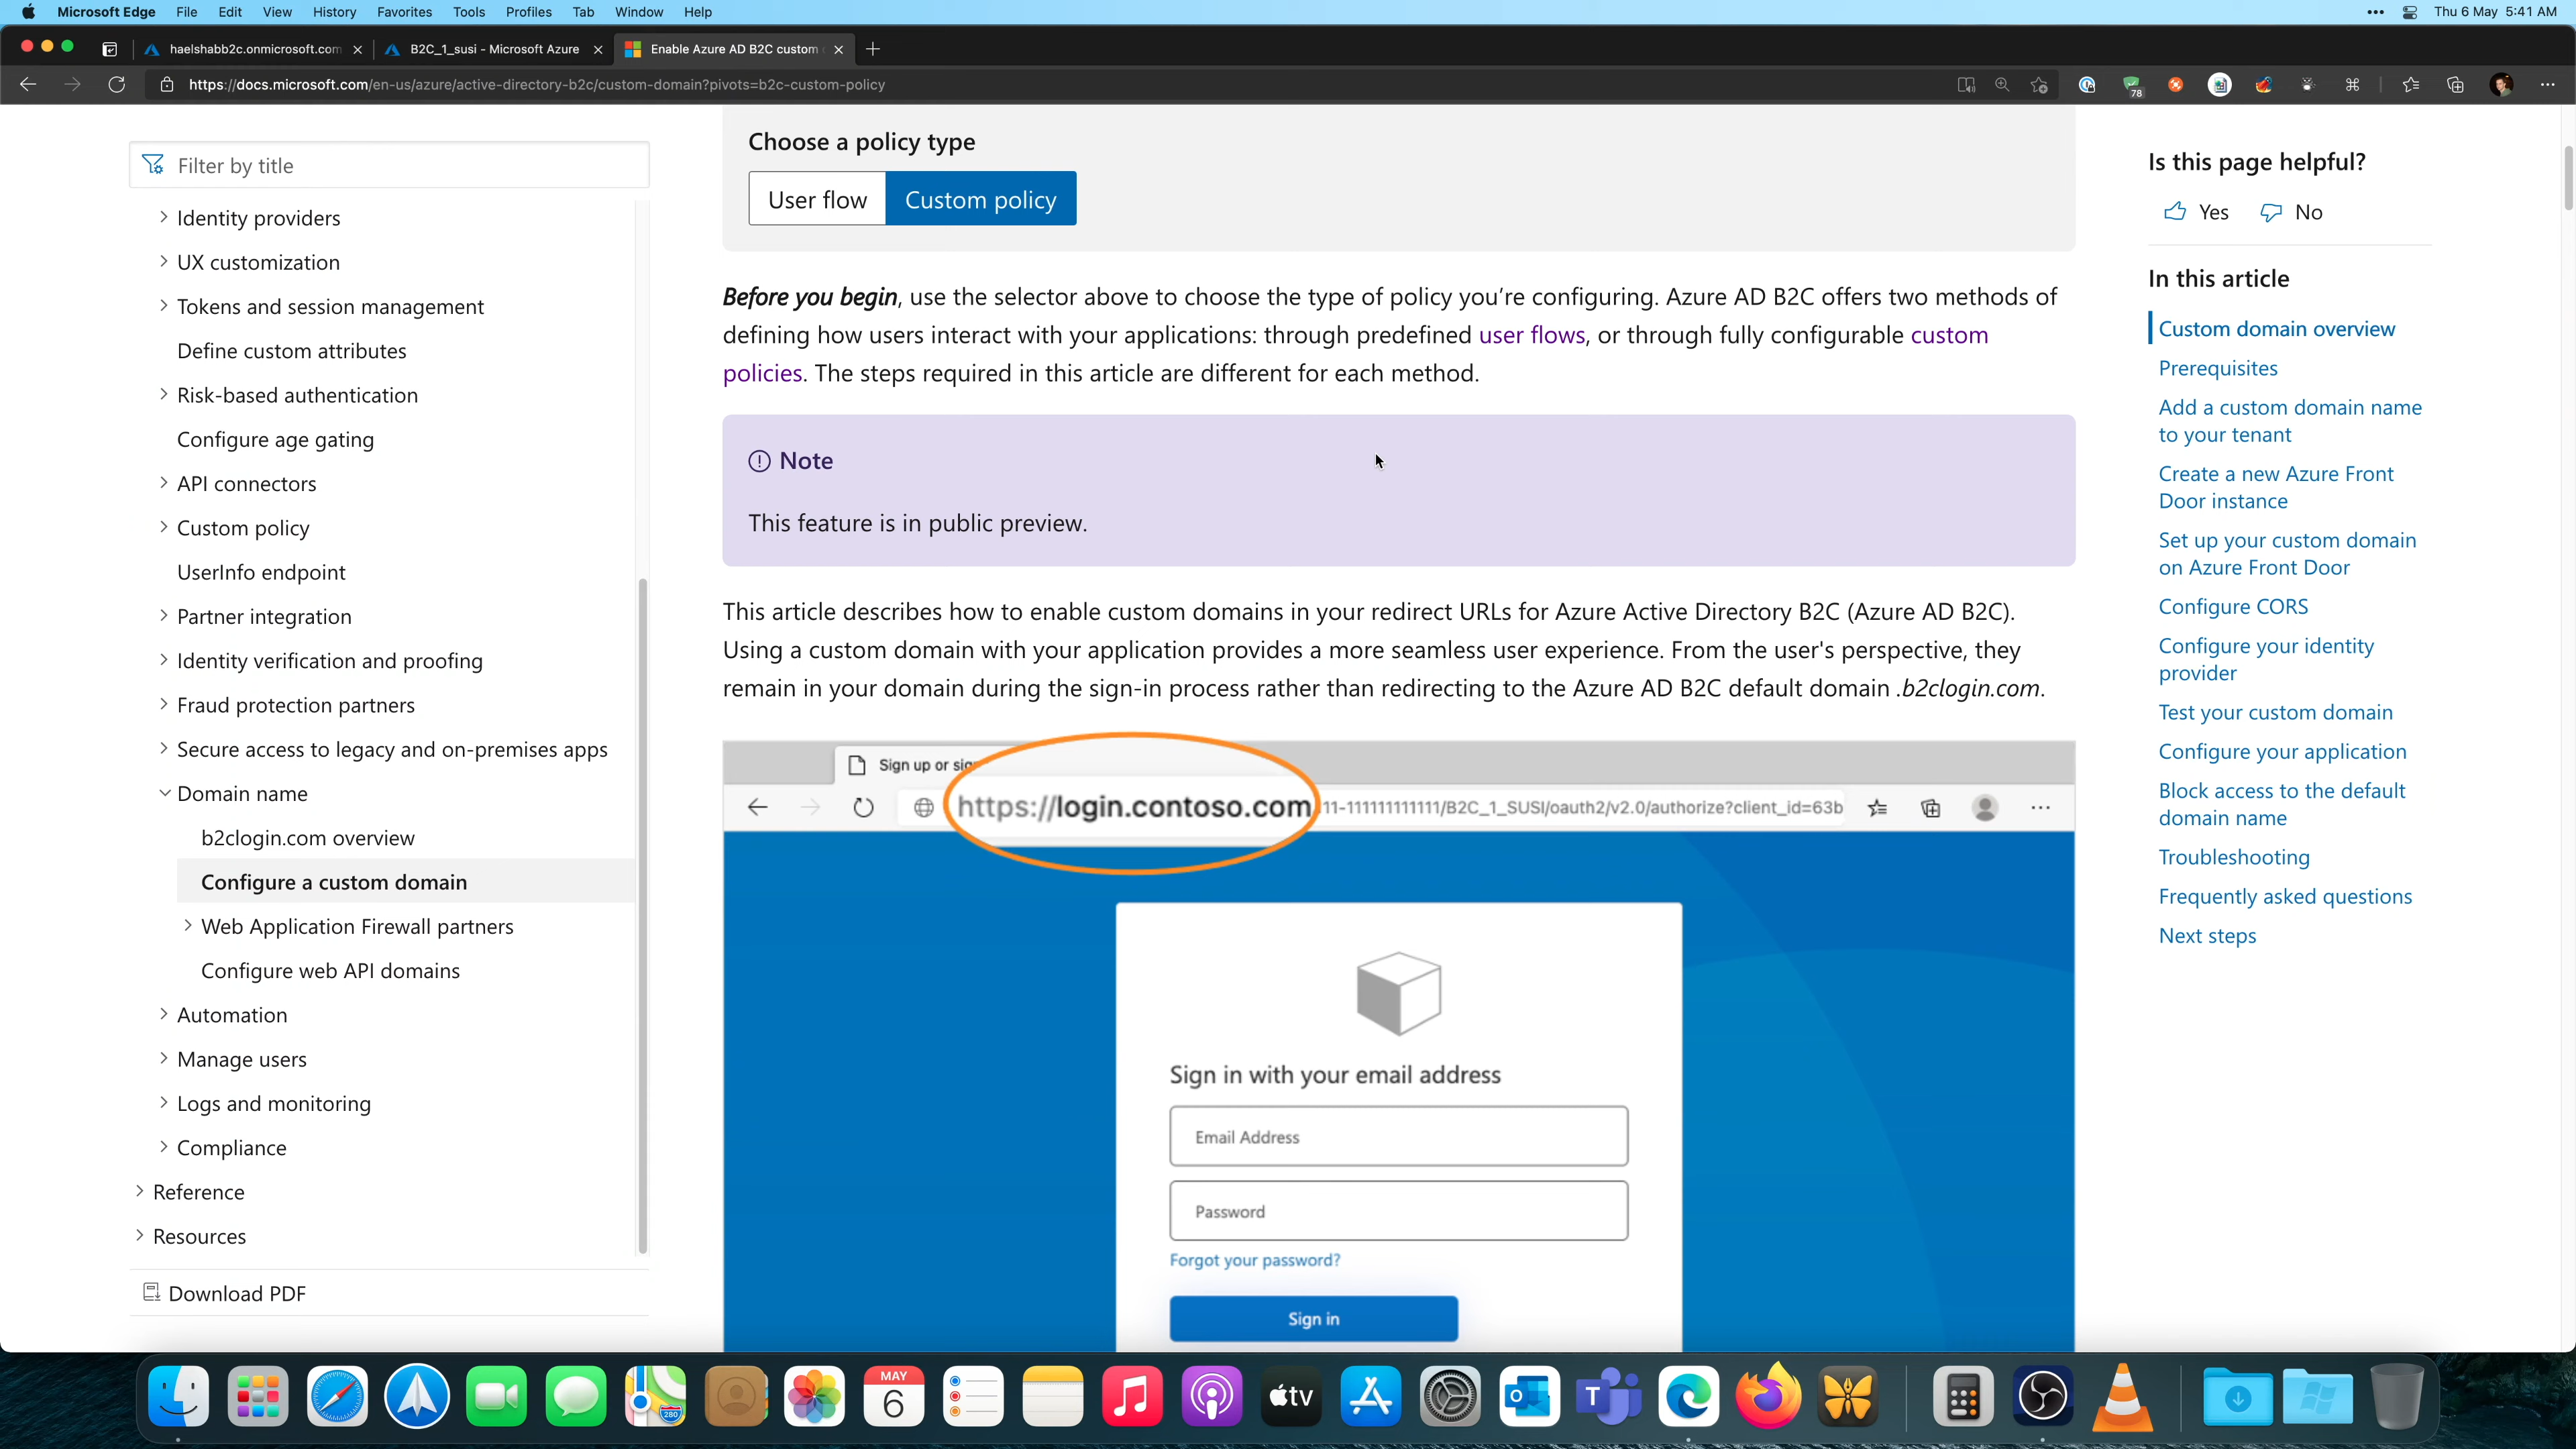 Microsoft Edge File Edit View History Favorites Tools Profiles Tab Window Help
Thu 6 May 5:41 AM
haelshabb2c.onmicrosoft.com
B2C_1_susi - Microsoft Azure
Enable Azure AD B2C custom
https://docs.microsoft.com/en-us/azure/active-directory-b2c/custom-domain?pivots=b2c-custom-policy
78
Filter by title
Identity providers
UX customization
Tokens and session management
Define custom attributes
Risk-based authentication
Configure age gating
API connectors
Custom policy
UserInfo endpoint
Partner integration
Identity verification and proofing
Fraud protection partners
Secure access to legacy and on-premises apps
Domain name
b2clogin.com overview
Configure a custom domain
Web Application Firewall partners
Configure web API domains
Automation
Manage users
Logs and monitoring
Compliance
Reference
Resources
Download PDF
Choose a policy type
User flow
Custom policy
Before you begin, use the selector above to choose the type of policy you’re configuring. Azure AD B2C offers two methods of
defining how users interact with your applications: through predefined user flows, or through fully configurable custom
policies. The steps required in this article are different for each method.
Note
This feature is in public preview.
This article describes how to enable custom domains in your redirect URLs for Azure Active Directory B2C (Azure AD B2C).
Using a custom domain with your application provides a more seamless user experience. From the user's perspective, they
remain in your domain during the sign-in process rather than redirecting to the Azure AD B2C default domain .b2clogin.com.
Sign up or sig
https://login.contoso.com
11-111111111111/B2C_1_SUSI/oauth2/v2.0/authorize?client_id=63b
Sign in with your email address
Email Address
Password
Forgot your password?
Sign in
Is this page helpful?
Yes
No
In this article
Custom domain overview
Prerequisites
Add a custom domain name
to your tenant
Create a new Azure Front
Door instance
Set up your custom domain
on Azure Front Door
Configure CORS
Configure your identity
provider
Test your custom domain
Configure your application
Block access to the default
domain name
Troubleshooting
Frequently asked questions
Next steps
280
MAY
6
tv
O
T